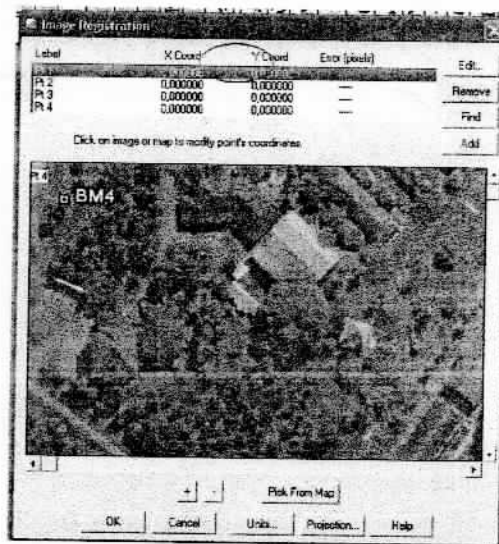 Image Registration
Label X Coord Y Coord Error (pixels)
Edit...
Pt 2 0,000000 0,000000 —
Remove
Pt 3 0,000000 0,000000 —
Pt 4 0,000000 0,000000 —
Find
Click on image or map to modify point's coordinates
Add
Pt 4
BM4
+ - Pick From Map
OK Cancel Units... Projection... Help